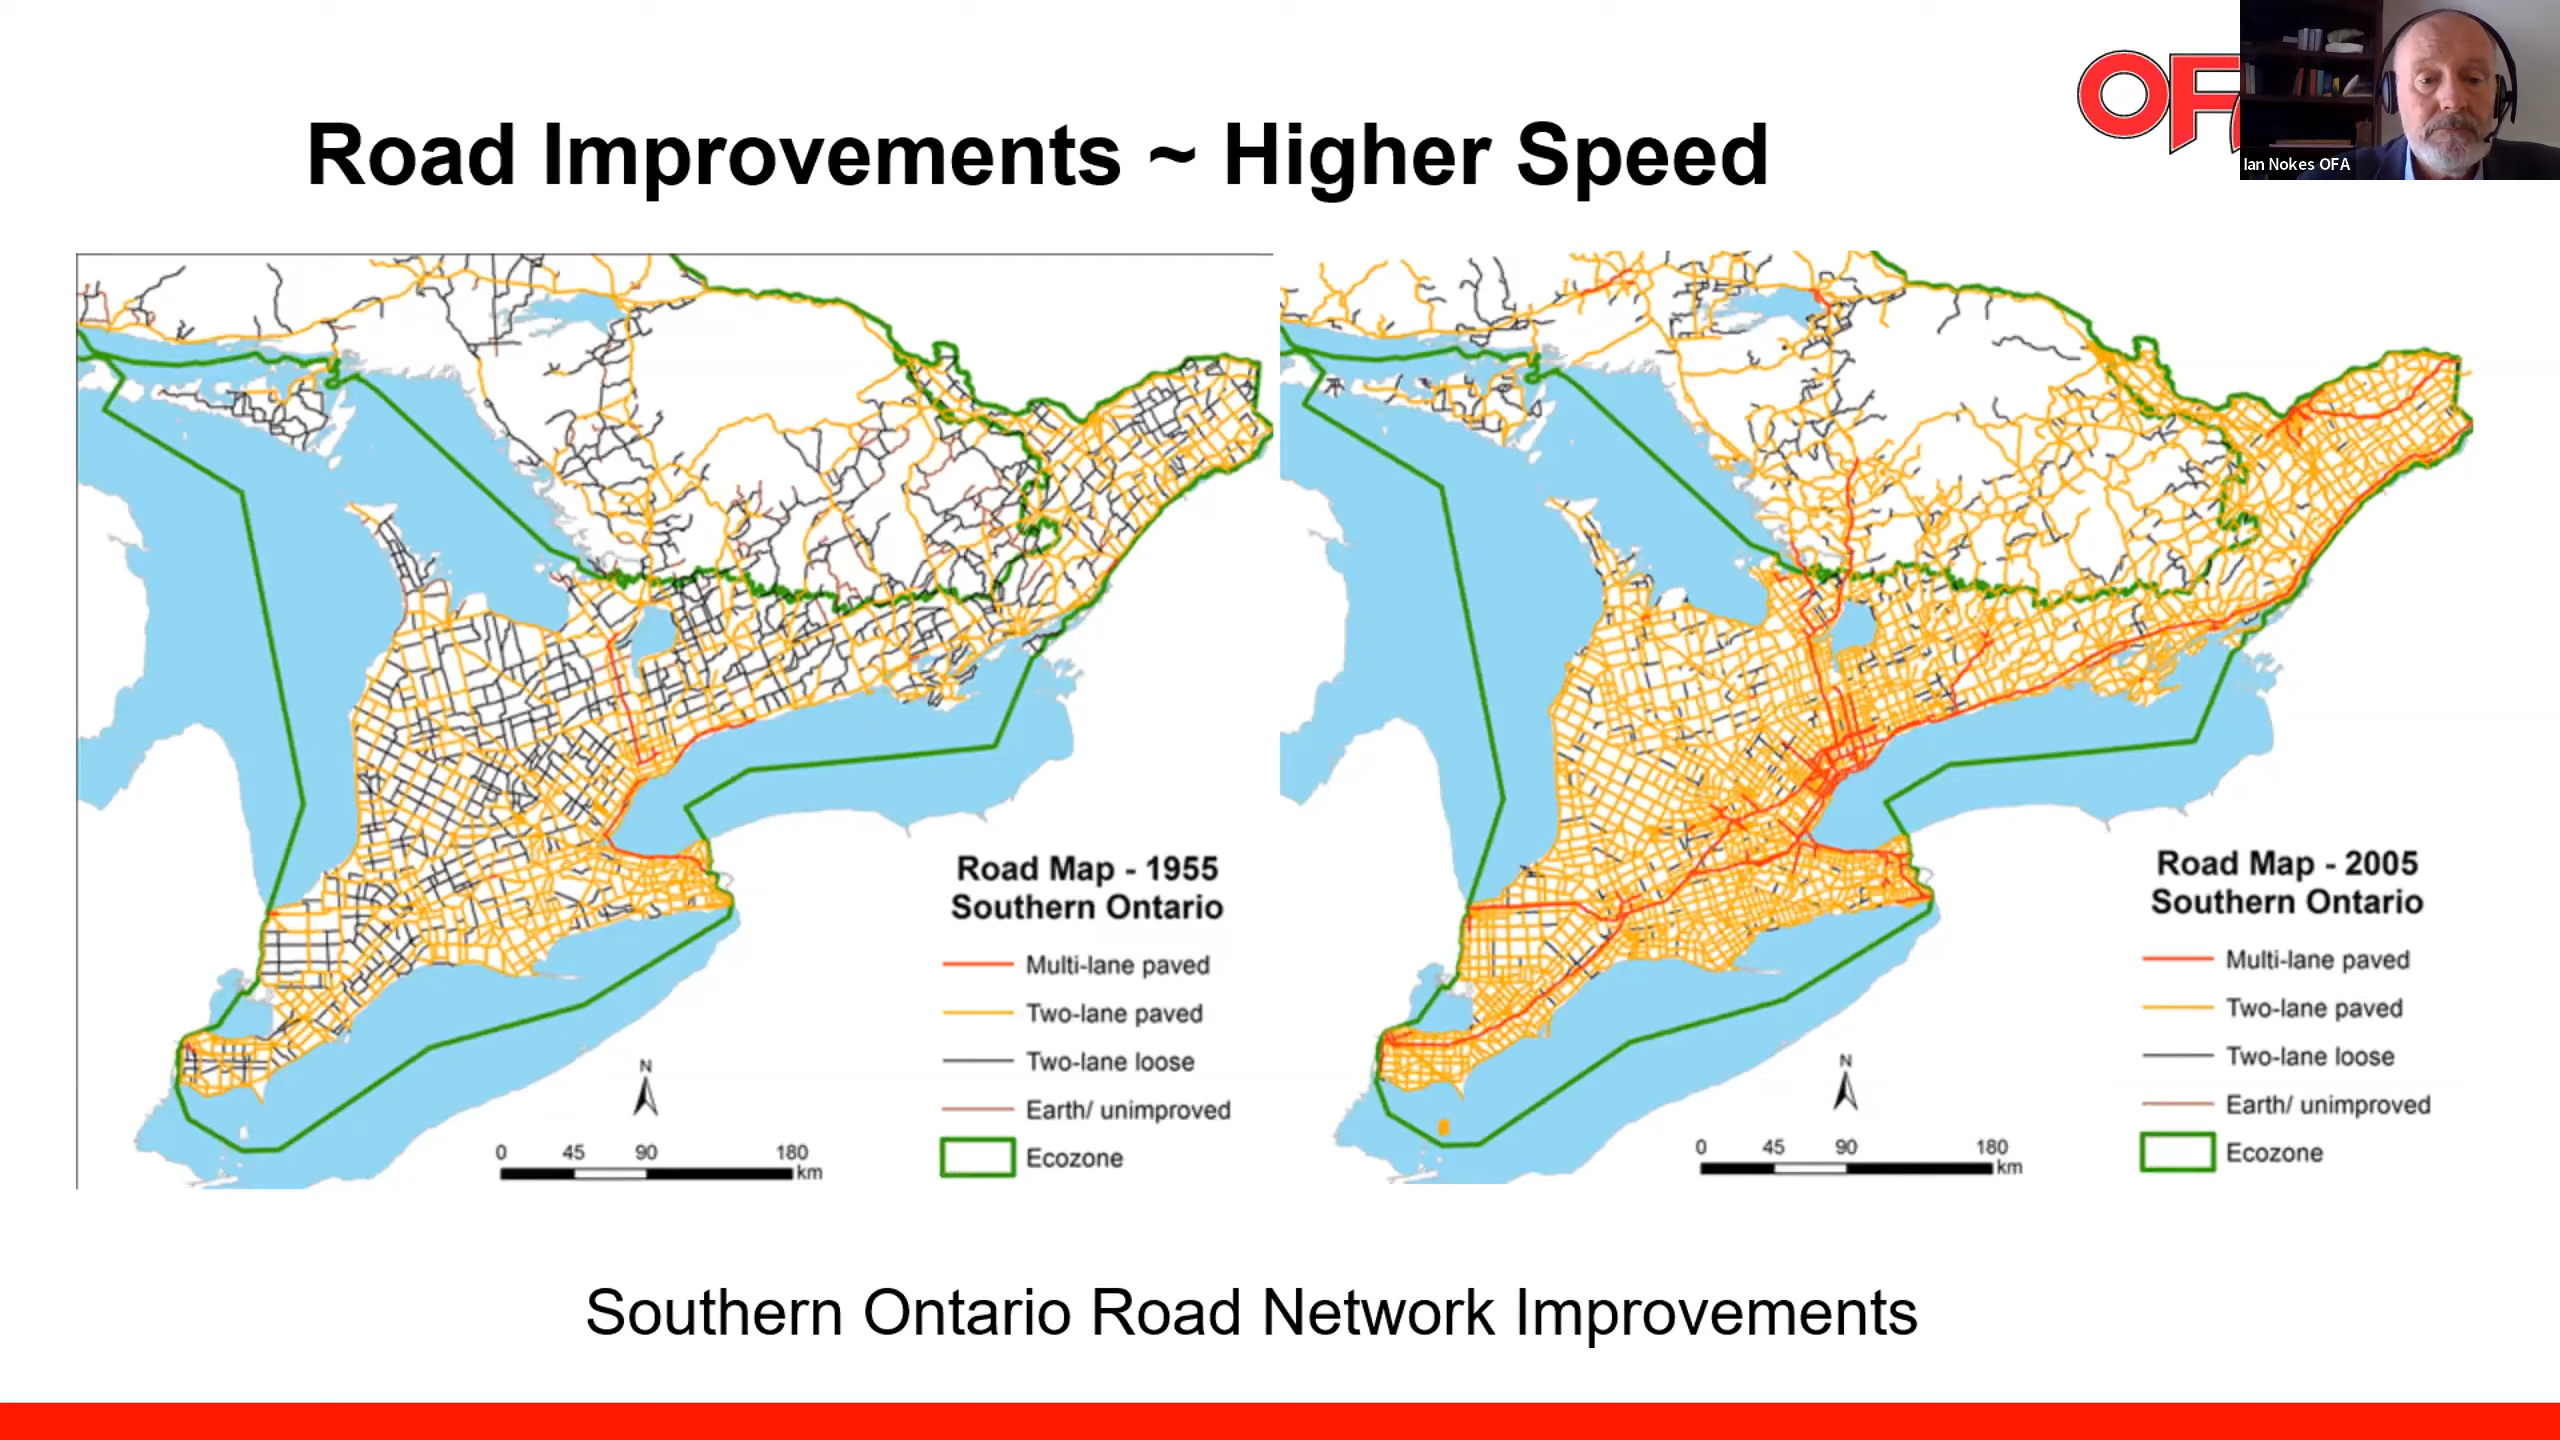 Road Improvements ~ Higher Speed
OFA
Ian Nokes OFA
Road Map - 1955
Southern Ontario
Multi-lane paved
Two-lane paved
Two-lane loose
Earth/ unimproved
Ecozone
N
0 45 90 180
km
Road Map - 2005
Southern Ontario
Multi-lane paved
Two-lane paved
Two-lane loose
Earth/ unimproved
Ecozone
N
0 45 90 180
km
Southern Ontario Road Network Improvements